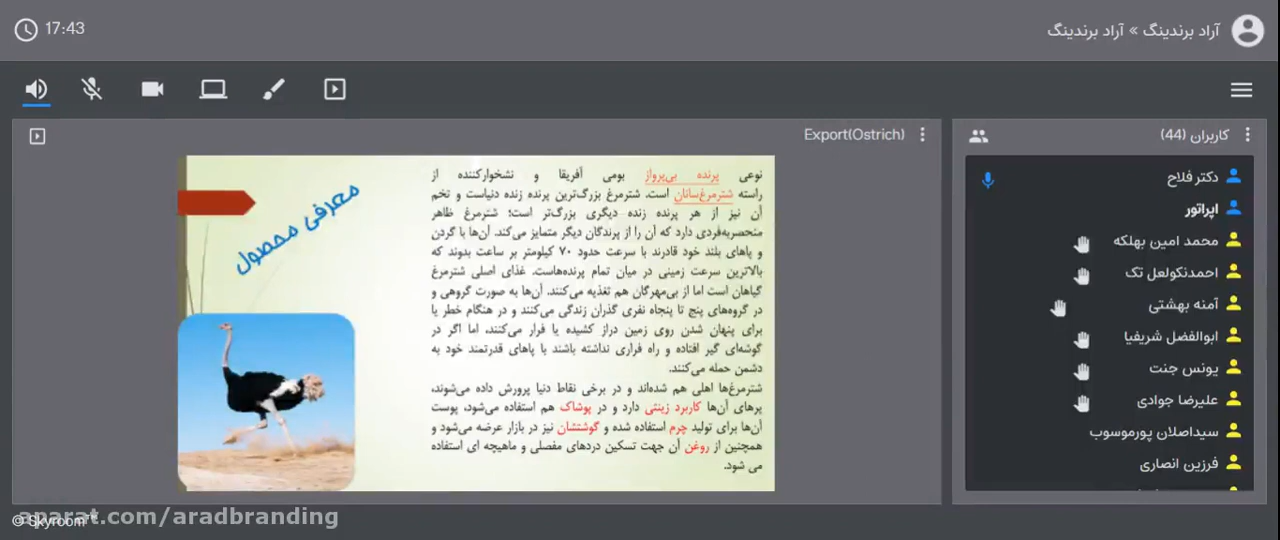 17:43
آراد برندینگ » آراد برندینگ
Export(Ostrich)
معرفی محصول
نوعی پرنده بی‌پرواز بومی آفریقا و نشخوارکننده از
راسته شترمرغ‌سانان است. شترمرغ بزرگ‌ترین پرنده زنده دنیاست و تخم
آن نیز از هر پرنده زنده دیگری بزرگ‌تر است؛ شترمرغ ظاهر
منحصربه‌فردی دارد که آن را از پرندگان دیگر متمایز می‌کند. آن‌ها با گردن
و پاهای بلند خود قادرند با سرعت حدود ۷۰ کیلومتر بر ساعت بدوند که
بالاترین سرعت زمینی در میان تمام پرنده‌هاست. غذای اصلی شترمرغ
گیاهان است اما از بی‌مهرگان هم تغذیه می‌کنند. آن‌ها به صورت گروهی و
در گروه‌های پنج تا پنجاه نفری گذران زندگی می‌کنند و در هنگام خطر یا
برای پنهان شدن روی زمین دراز کشیده یا فرار می‌کنند، اما اگر در
گوشه‌ای گیر افتاده و راه فراری نداشته باشند با پاهای قدرتمند خود به
دشمن حمله می‌کنند.
شترمرغ‌ها اهلی هم شده‌اند و در برخی نقاط دنیا پرورش داده می‌شوند،
پرهای آن‌ها کاربرد زینتی دارد و در پوشاک هم استفاده می‌شود، پوست
آن‌ها برای تولید چرم استفاده شده و گوشتشان نیز در بازار عرضه می‌شود و
همچنین از روغن آن جهت تسکین دردهای مفصلی و ماهیچه ای استفاده
می شود.
کاربران (44)
دکتر فلاح
اپراتور
محمد امین بهلکه
احمدنکولعل تک
آمنه بهشتی
ابوالفضل شریفیا
یونس جنت
علیرضا جوادی
سیداصلان پورموسوب
فرزین انصاری
© Skyroom™
aparat.com/aradbranding